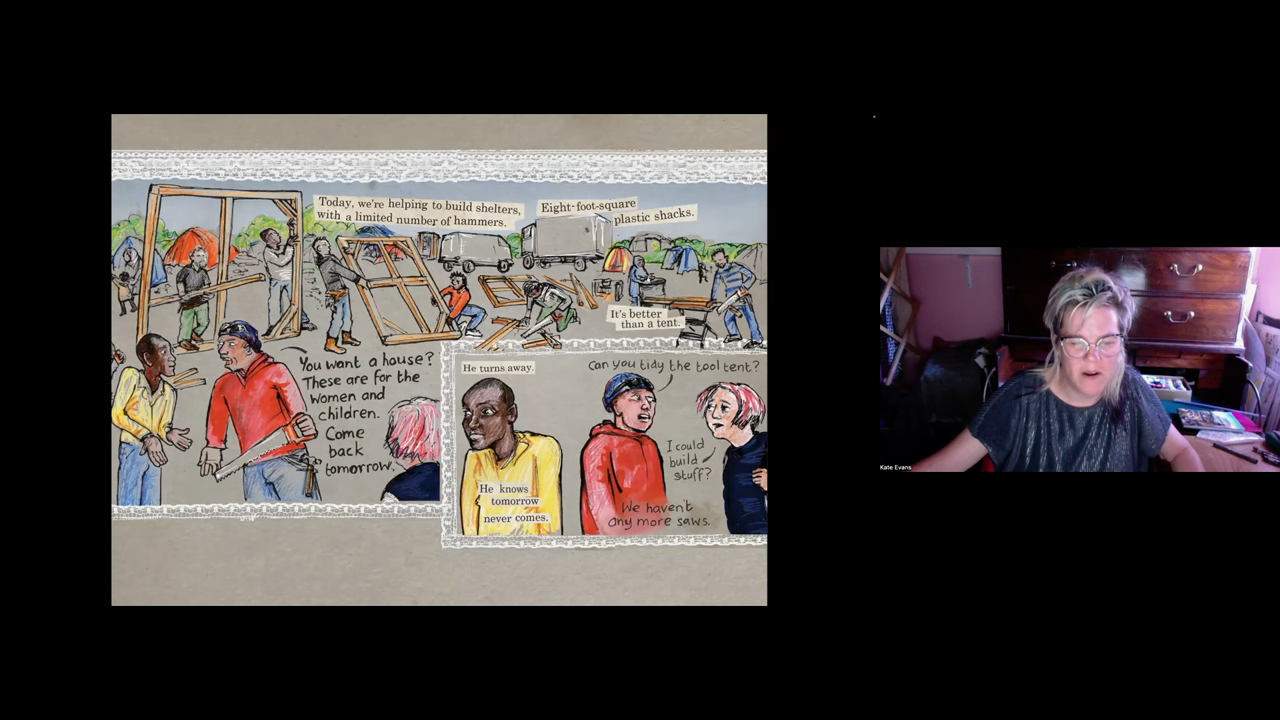 Today, we're helping to build shelters,
with a limited number of hammers.
Eight-foot-square
plastic shacks.
It's better
than a tent.
You want a house?
These are for the
women and
children.
Come
back
tomorrow.
He turns away.
He knows
tomorrow
never comes.
Can you tidy the tool tent?
I could
build
stuff?
We haven't
any more saws.
Kate Evans